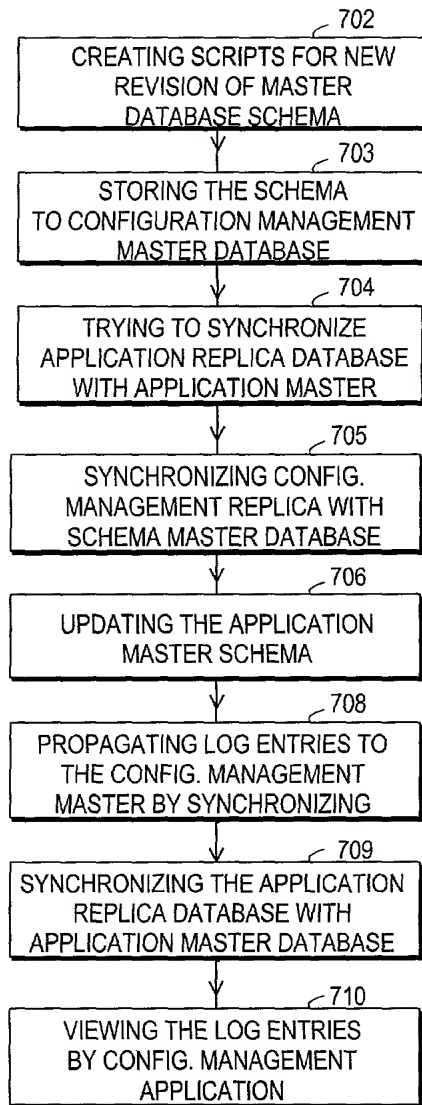 702
CREATING SCRIPTS FOR NEW
REVISION OF MASTER
DATABASE SCHEMA
703
STORING THE SCHEMA
TO CONFIGURATION MANAGEMENT
MASTER DATABASE
704
TRYING TO SYNCHRONIZE
APPLICATION REPLICA DATABASE
WITH APPLICATION MASTER
705
SYNCHRONIZING CONFIG.
MANAGEMENT REPLICA WITH
SCHEMA MASTER DATABASE
706
UPDATING THE APPLICATION
MASTER SCHEMA
708
PROPAGATING LOG ENTRIES TO
THE CONFIG. MANAGEMENT
MASTER BY SYNCHRONIZING
709
SYNCHRONIZING THE APPLICATION
REPLICA DATABASE WITH
APPLICATION MASTER DATABASE
710
VIEWING THE LOG ENTRIES
BY CONFIG. MANAGEMENT
APPLICATION